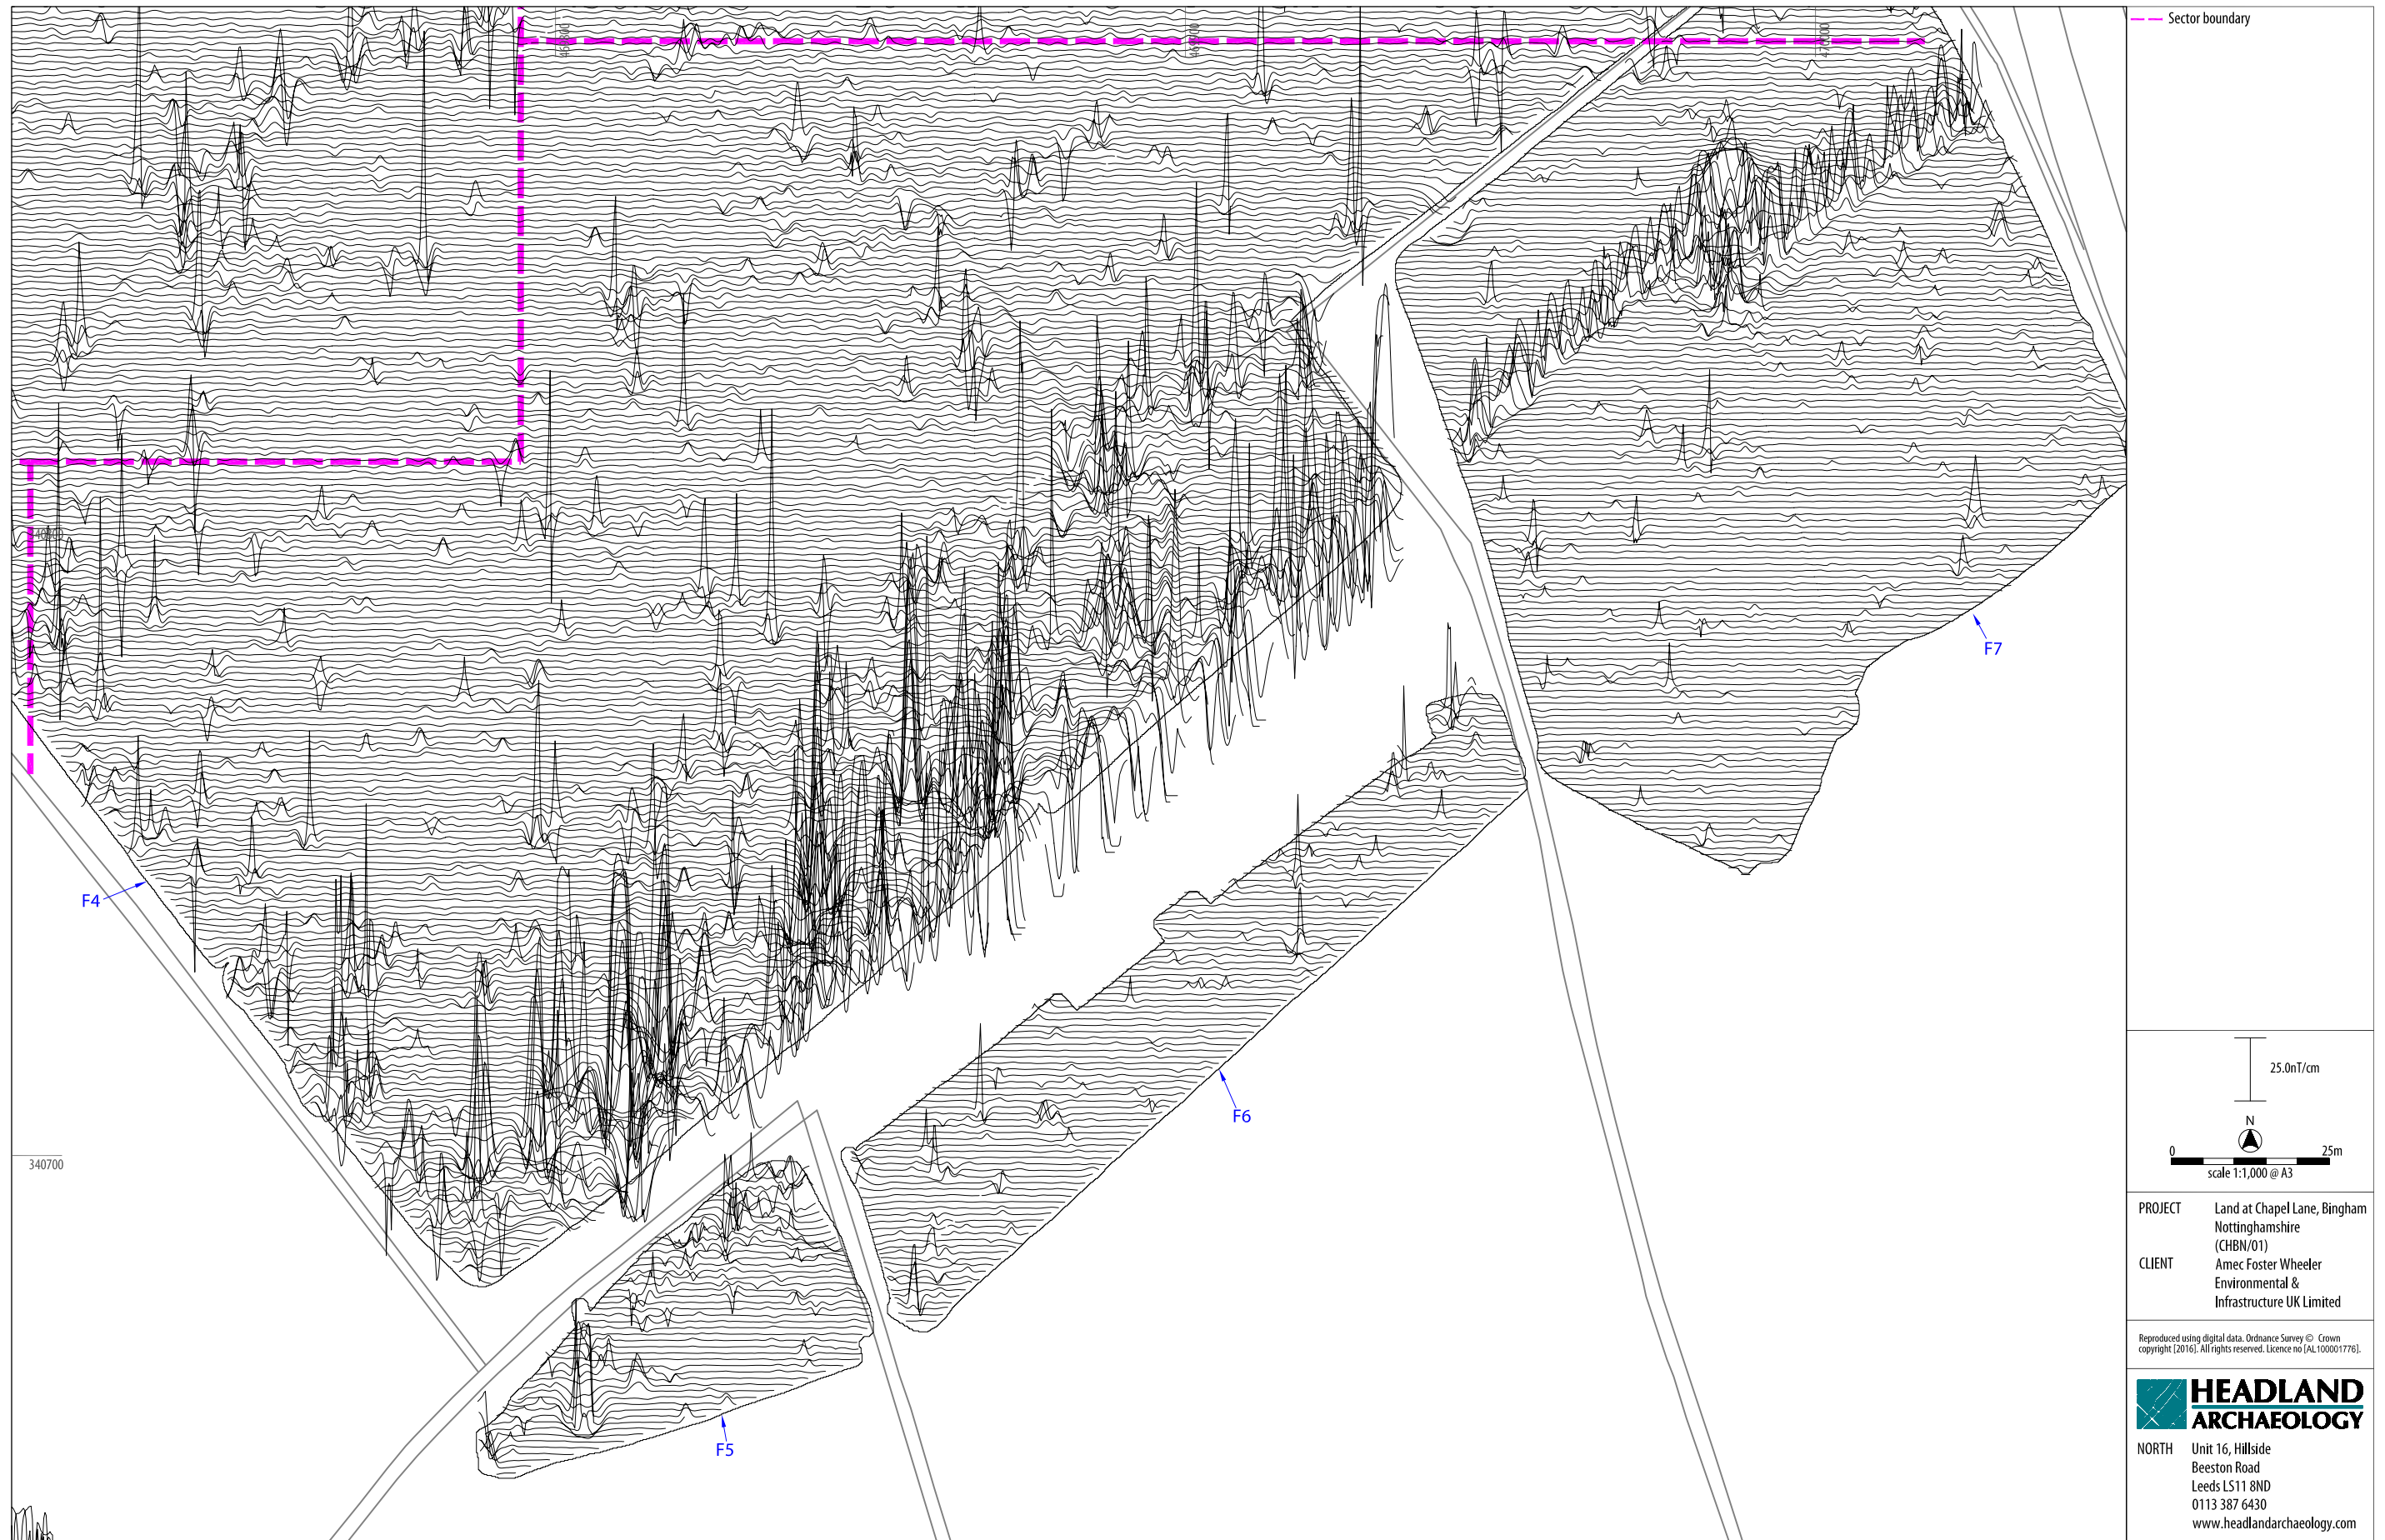 Sector boundary
340700
F4
F5
F6
F7
25.0nT/cm
N
0 25m
scale 1:1,000 @ A3
PROJECT Land at Chapel Lane, Bingham
Nottinghamshire
(CHBN/01)
CLIENT Amec Foster Wheeler
Environmental &
Infrastructure UK Limited
Reproduced using digital data. Ordnance Survey © Crown
copyright [2016]. All rights reserved. Licence no [AL100001776].
HEADLAND
ARCHAEOLOGY
NORTH Unit 16, Hillside
Beeston Road
Leeds LS11 8ND
0113 387 6430
www.headlandarchaeology.com